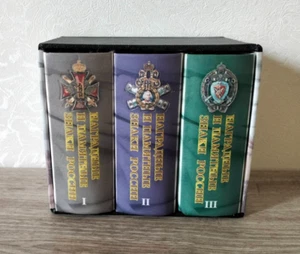 НАГРАДНЫЕ
И ПАМЯТНЫЕ
ЗНАКИ РОССИИ
I
НАГРАДНЫЕ
И ПАМЯТНЫЕ
ЗНАКИ РОССИИ
II
НАГРАДНЫЕ
И ПАМЯТНЫЕ
ЗНАКИ РОССИИ
III